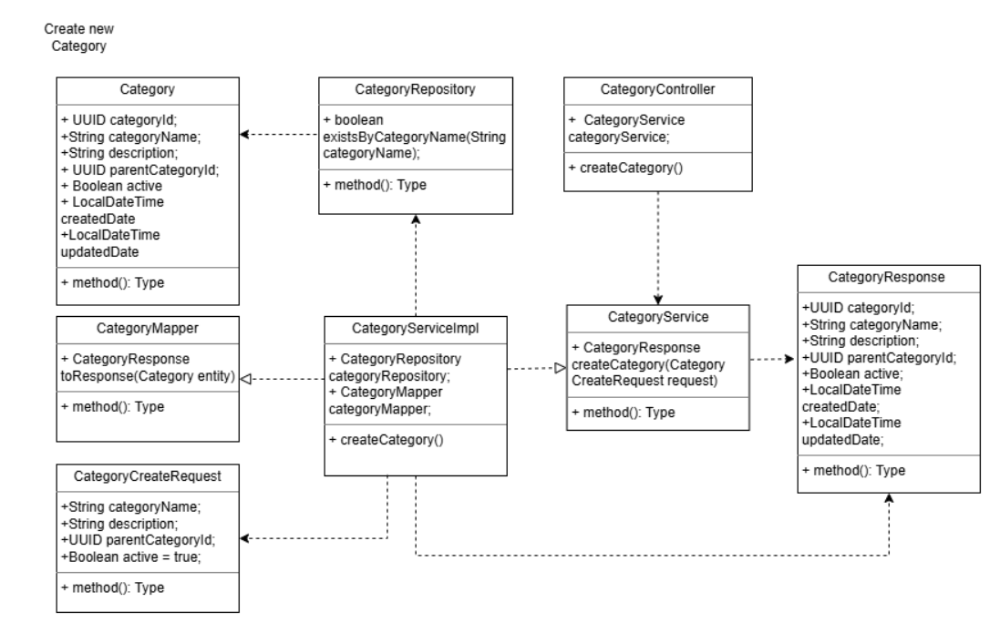 Create new
Category
Category
+ UUID categoryId;
+String categoryName;
+String description;
+ UUID parentCategoryId;
+ Boolean active
+ LocalDateTime
createdDate
+LocalDateTime
updatedDate
+ method(): Type
CategoryRepository
+ boolean
existsByCategoryName(String
categoryName);
+ method(): Type
CategoryController
+  CategoryService
categoryService;
+ createCategory()
CategoryMapper
+ CategoryResponse
toResponse(Category entity)
+ method(): Type
CategoryServiceImpl
+ CategoryRepository
categoryRepository;
+ CategoryMapper
categoryMapper;
+ createCategory()
CategoryService
+ CategoryResponse
createCategory(Category
CreateRequest request)
+ method(): Type
CategoryResponse
+UUID categoryId;
+String categoryName;
+String description;
+UUID parentCategoryId;
+Boolean active;
+LocalDateTime
createdDate;
+LocalDateTime
updatedDate;
+ method(): Type
CategoryCreateRequest
+String categoryName;
+String description;
+UUID parentCategoryId;
+Boolean active = true;
+ method(): Type